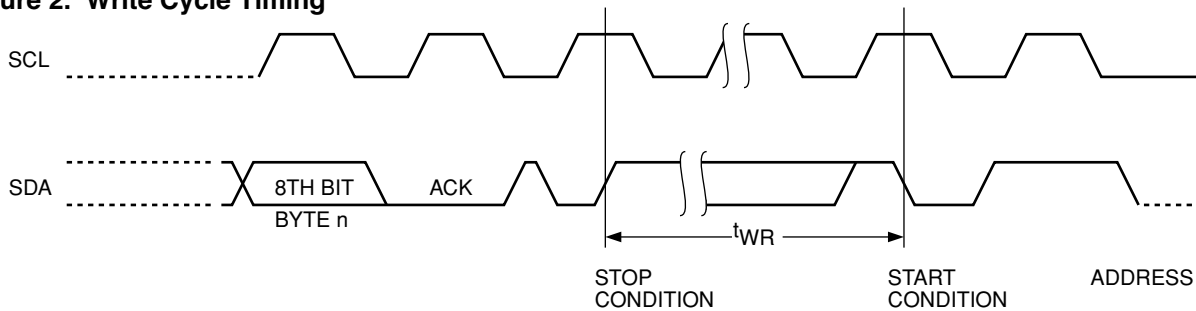 ure 2. Write Cycle Timing
SCL
SDA
8TH BIT
ACK
BYTE n
tWR
STOP
CONDITION
START
CONDITION
ADDRESS